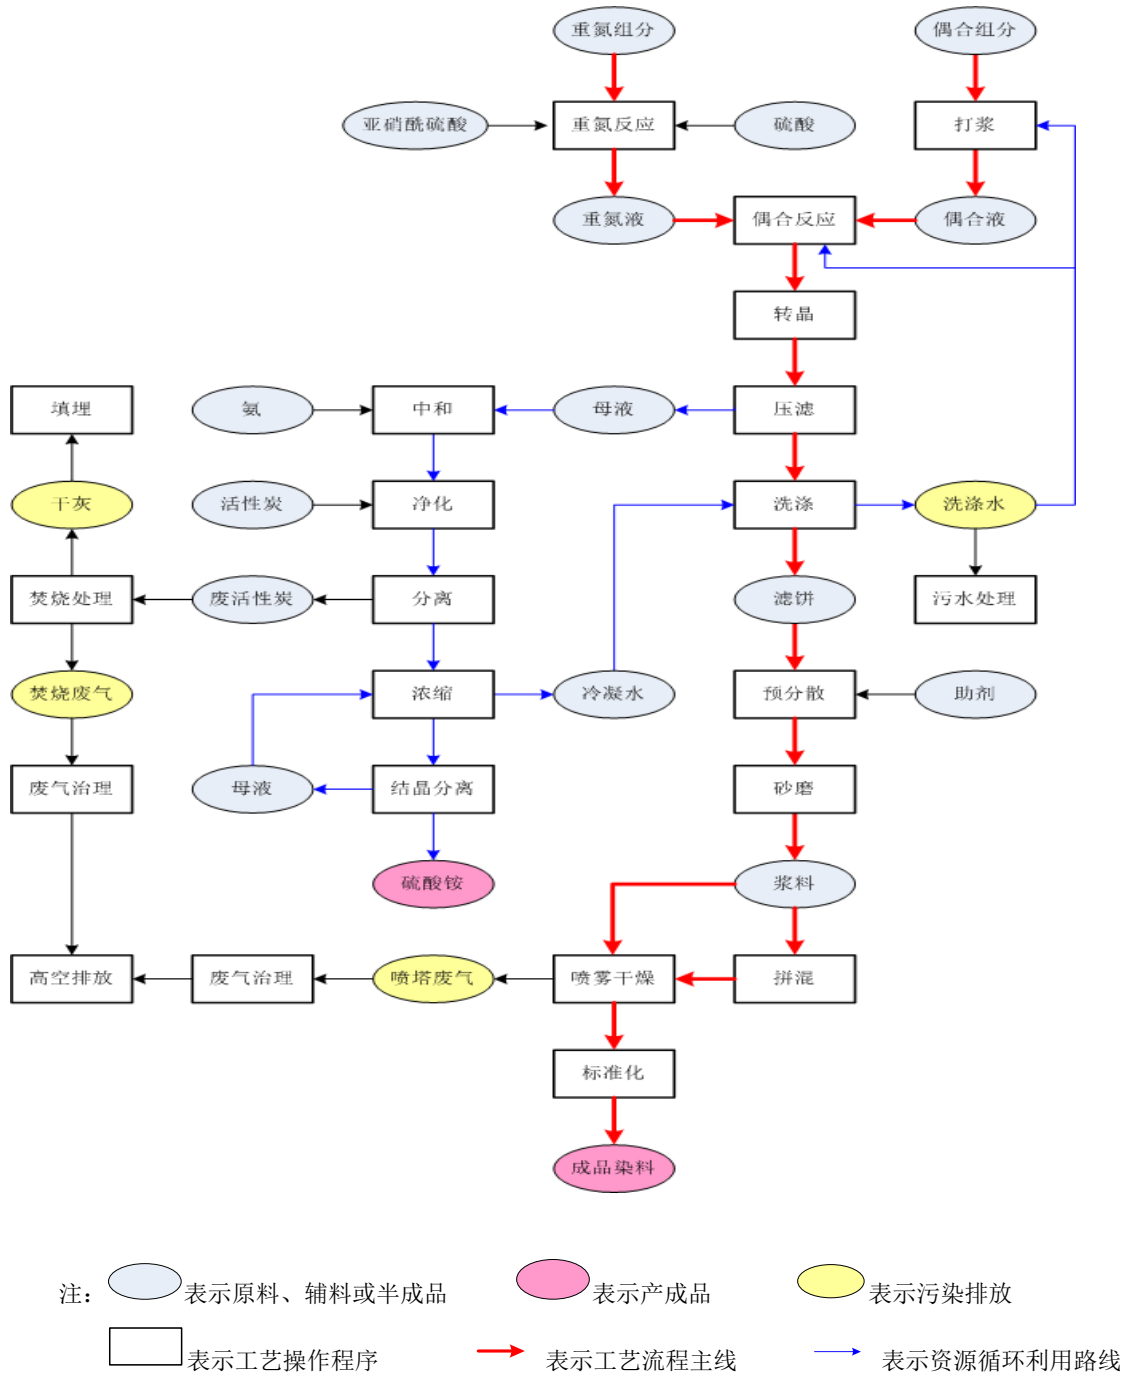 重氮组分 偶合组分
亚硝酰硫酸 重氮反应 硫酸 打浆
重氮液 偶合反应 偶合液
转晶
填埋 氨 中和 母液 压滤
干灰 活性炭 净化 洗涤 洗涤水
焚烧处理 废活性炭 分离 滤饼 污水处理
焚烧废气 浓缩 冷凝水 预分散 助剂
废气治理 母液 结晶分离 砂磨
硫酸铵 浆料
高空排放 废气治理 喷塔废气 喷雾干燥 拼混
标准化
成品染料
注： 表示原料、辅料或半成品 表示产成品 表示污染排放
表示工艺操作程序 表示工艺流程主线 表示资源循环利用路线